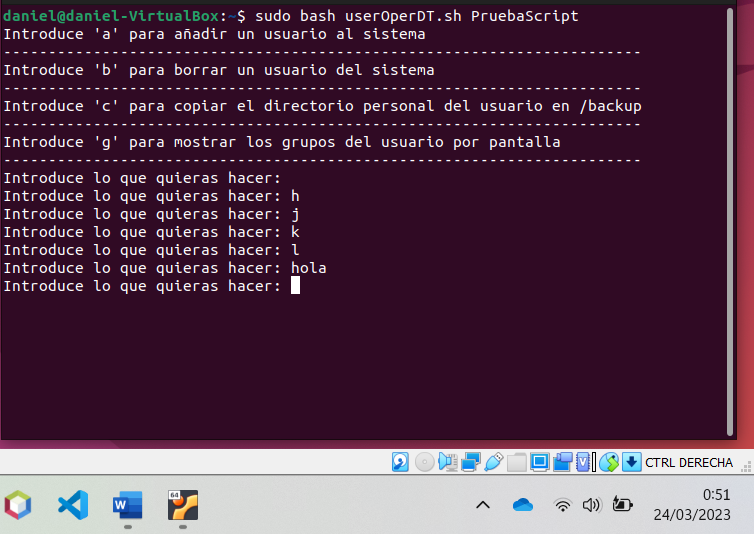 daniel@daniel-VirtualBox:~$ sudo bash userOperDT.sh PruebaScript
Introduce 'a' para añadir un usuario al sistema
-----------------------------------------------------------------------
Introduce 'b' para borrar un usuario del sistema
-----------------------------------------------------------------------
Introduce 'c' para copiar el directorio personal del usuario en /backup
-----------------------------------------------------------------------
Introduce 'g' para mostrar los grupos del usuario por pantalla
-----------------------------------------------------------------------
Introduce lo que quieras hacer:
Introduce lo que quieras hacer: h
Introduce lo que quieras hacer: j
Introduce lo que quieras hacer: k
Introduce lo que quieras hacer: l
Introduce lo que quieras hacer: hola
Introduce lo que quieras hacer:
V
CTRL DERECHA
W
64
0:51
24/03/2023